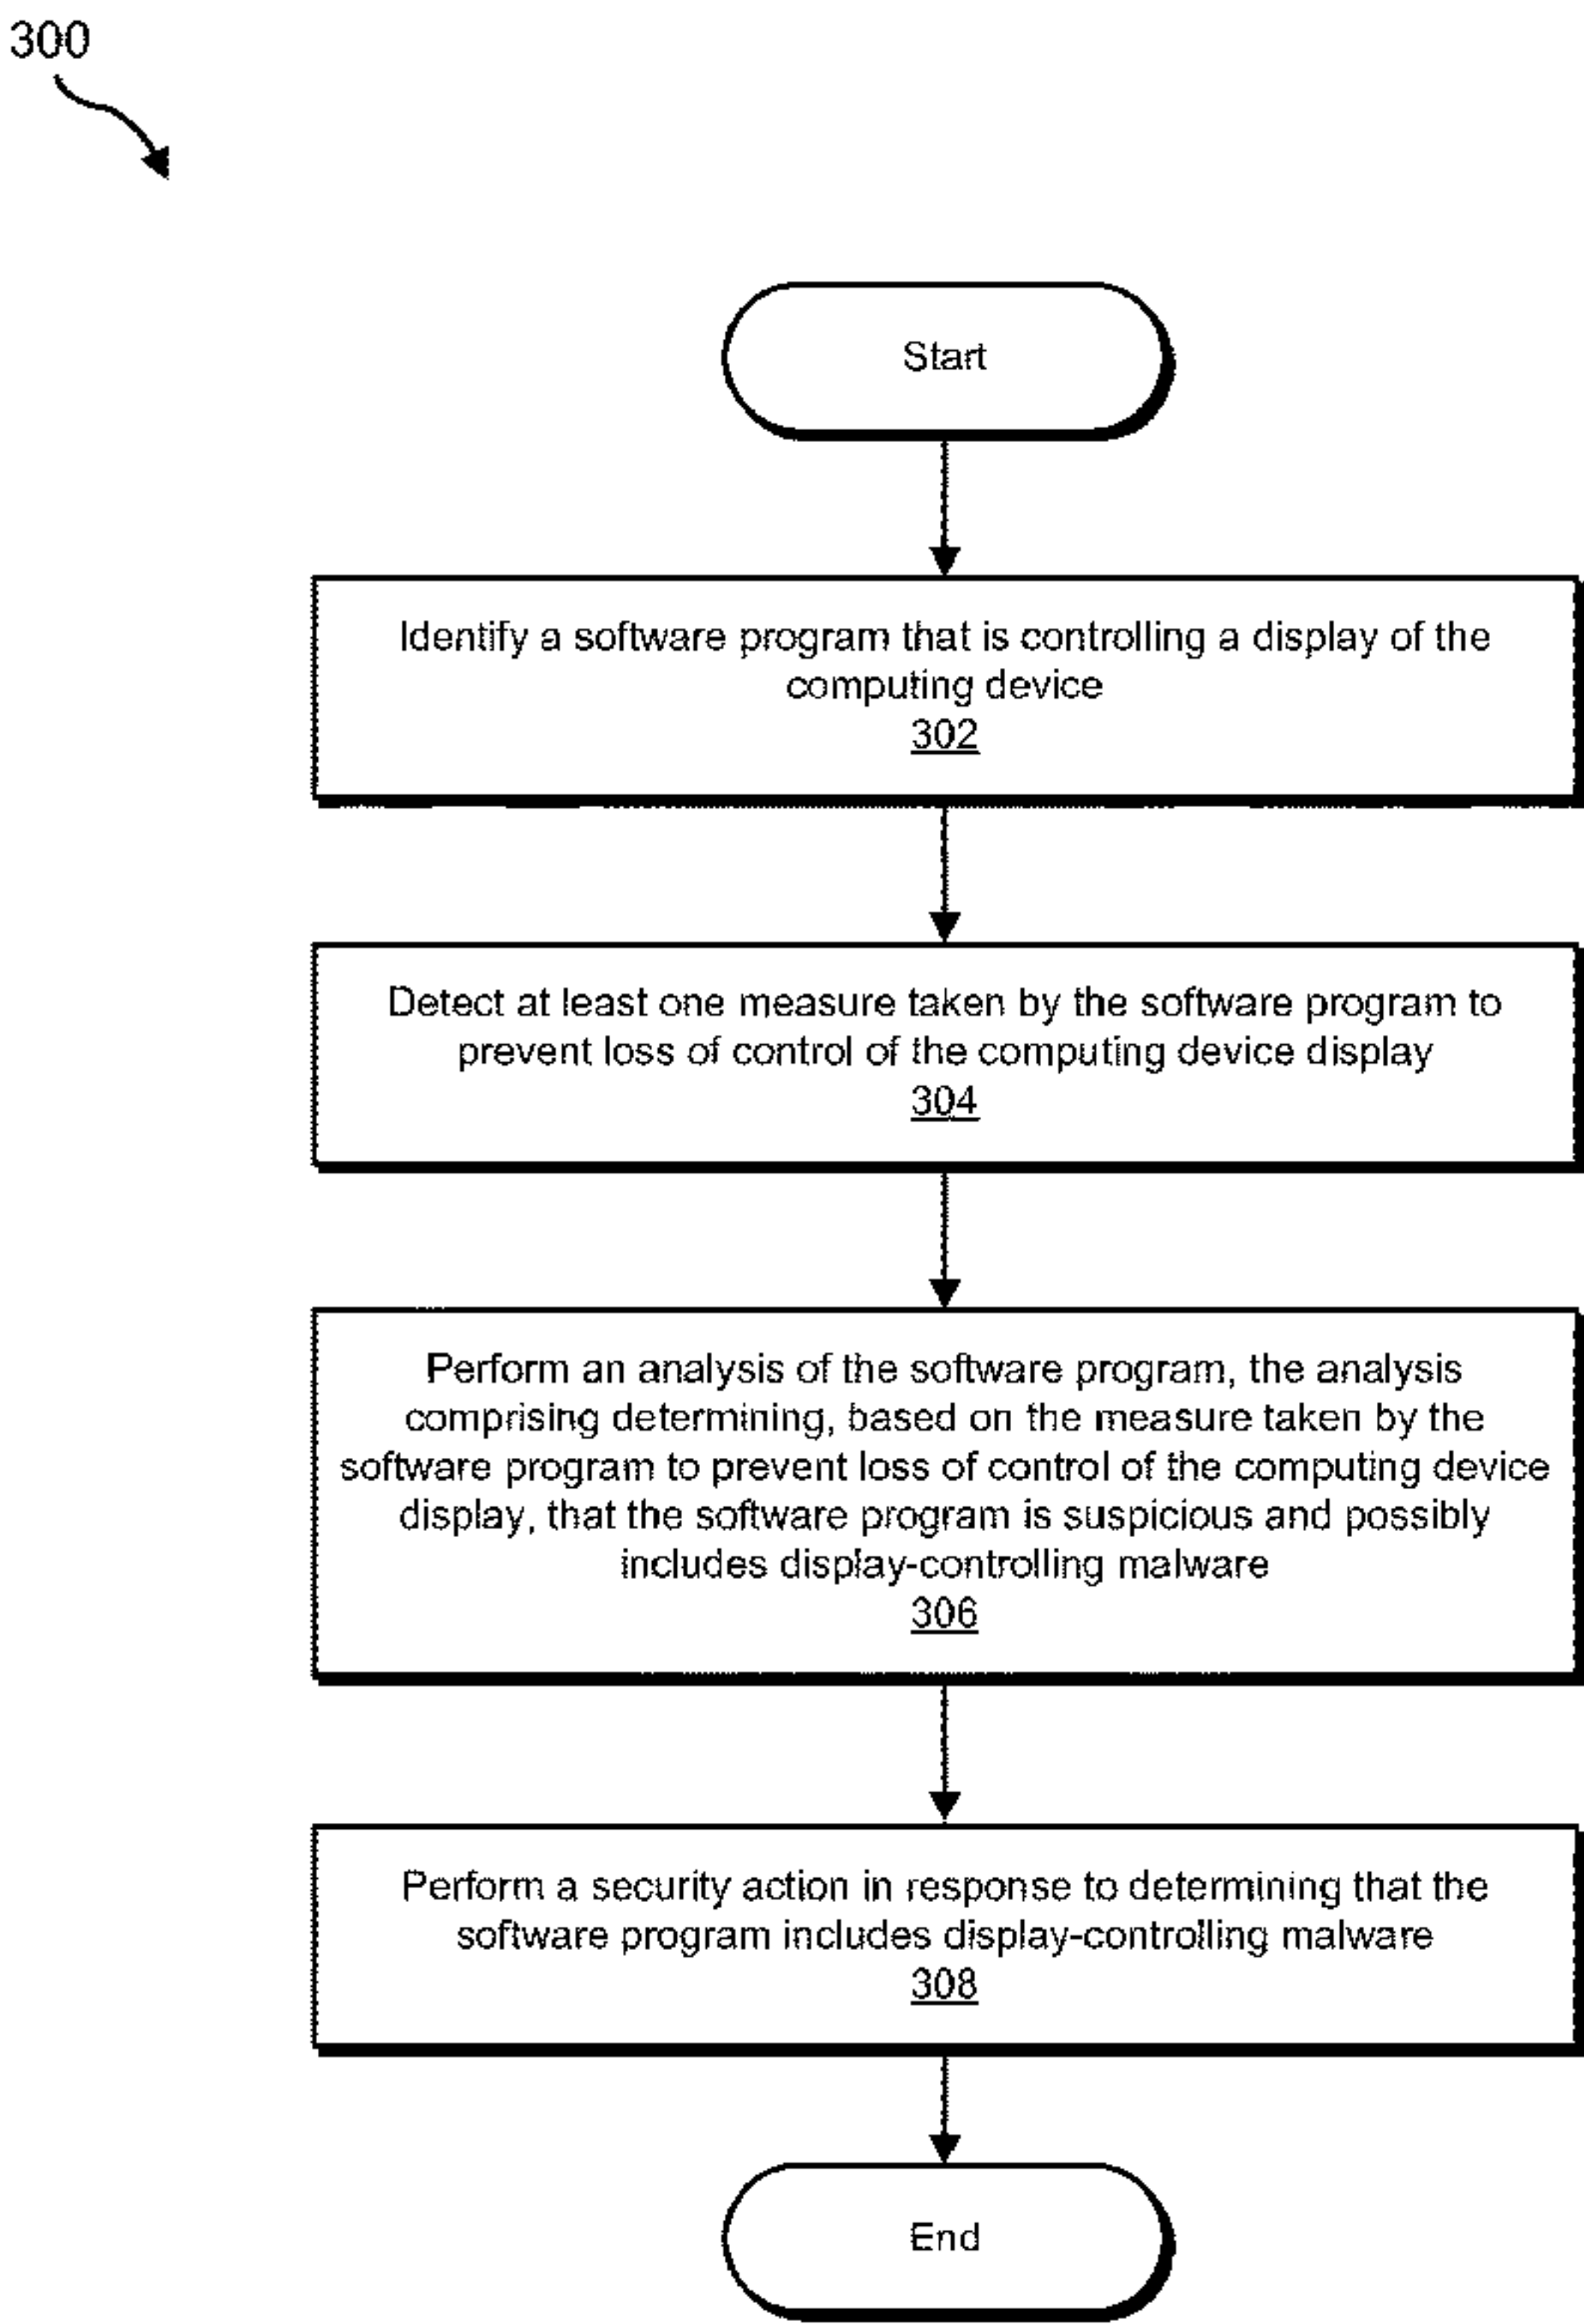 300
Start
Identify a software program that is controlling a display of the
computing device
302
Detect at least one measure taken by the software program to
prevent loss of control of the computing device display
304
Perform an analysis of the software program, the analysis
comprising determining, based on the measure taken by the
software program to prevent loss of control of the computing device
display, that the software program is suspicious and possibly
includes display-controlling malware
306
Perform a security action in response to determining that the
software program includes display-controlling malware
308
End